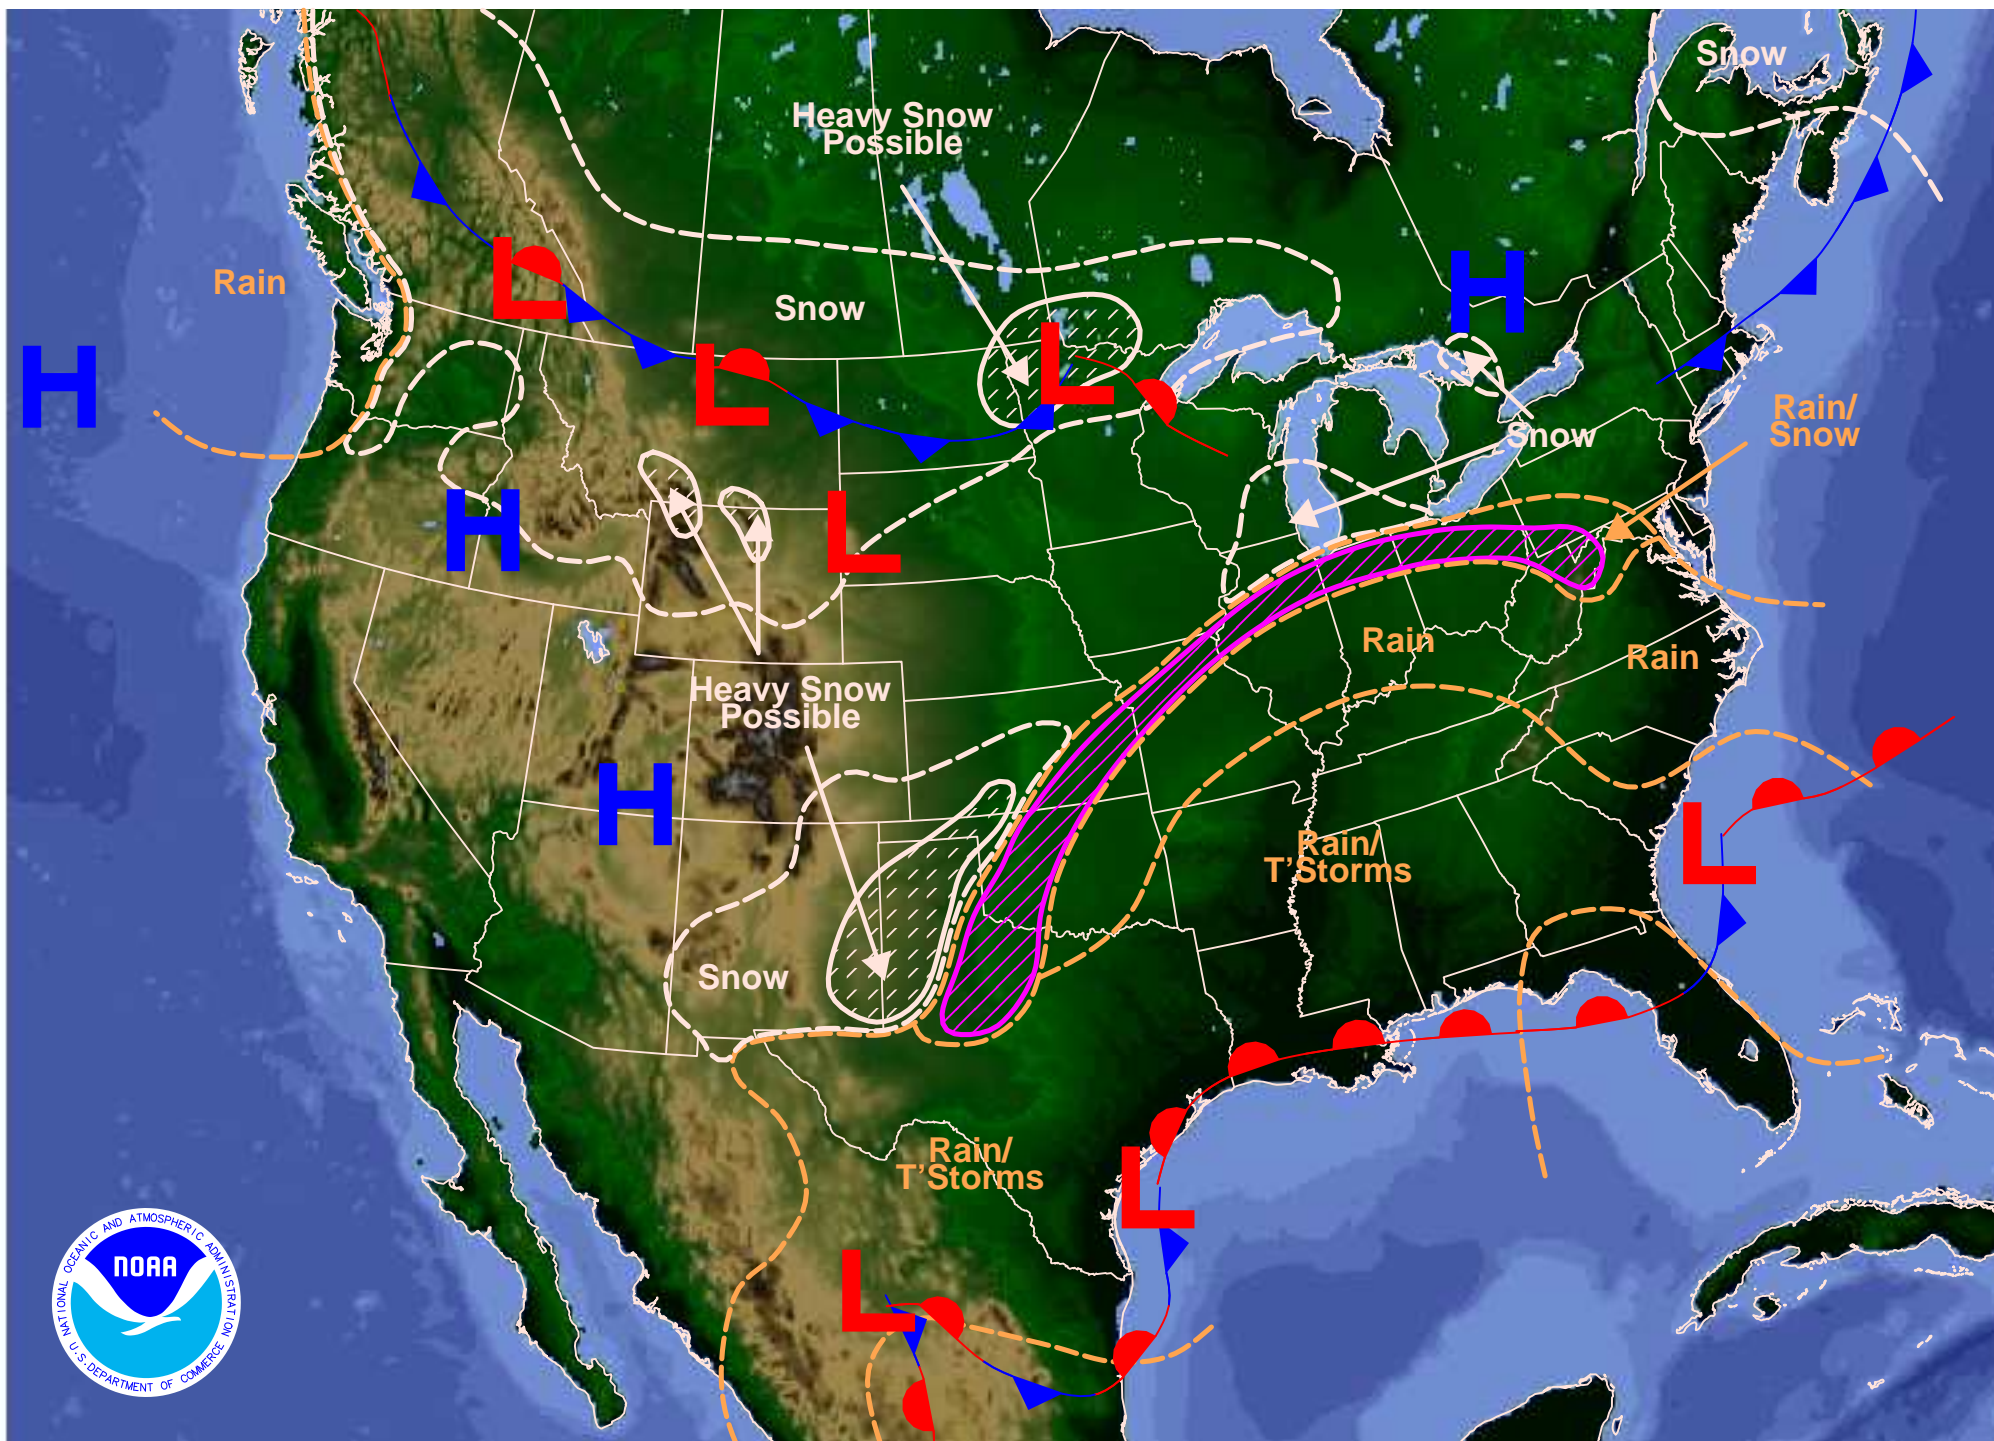 Snow
Heavy Snow
Possible
Rain
H
L
Snow
H
H
L
L
Rain/
Snow
Snow
H
L
Rain
Rain
Heavy Snow
Possible
H
L
Rain/
T'Storms
Snow
Rain/
T'Storms
L
L
NATIONAL OCEANIC AND ATMOSPHERIC ADMINISTRATION
NOAA
U.S. DEPARTMENT OF COMMERCE